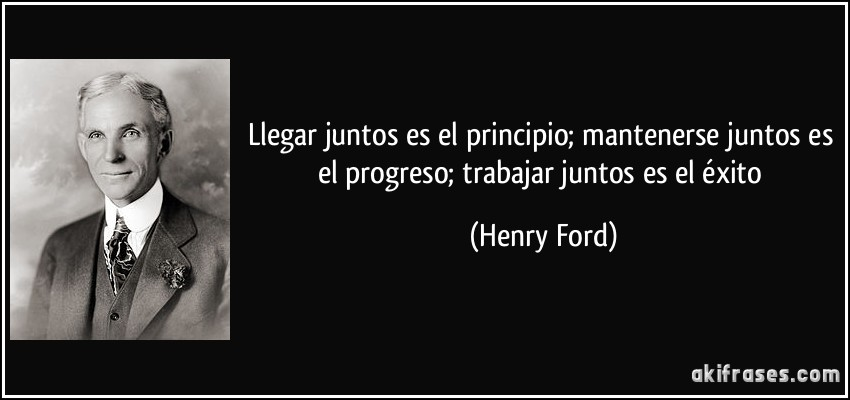 Llegar juntos es el principio; mantenerse juntos es
el progreso; trabajar juntos es el éxito
(Henry Ford)
akifrases.com